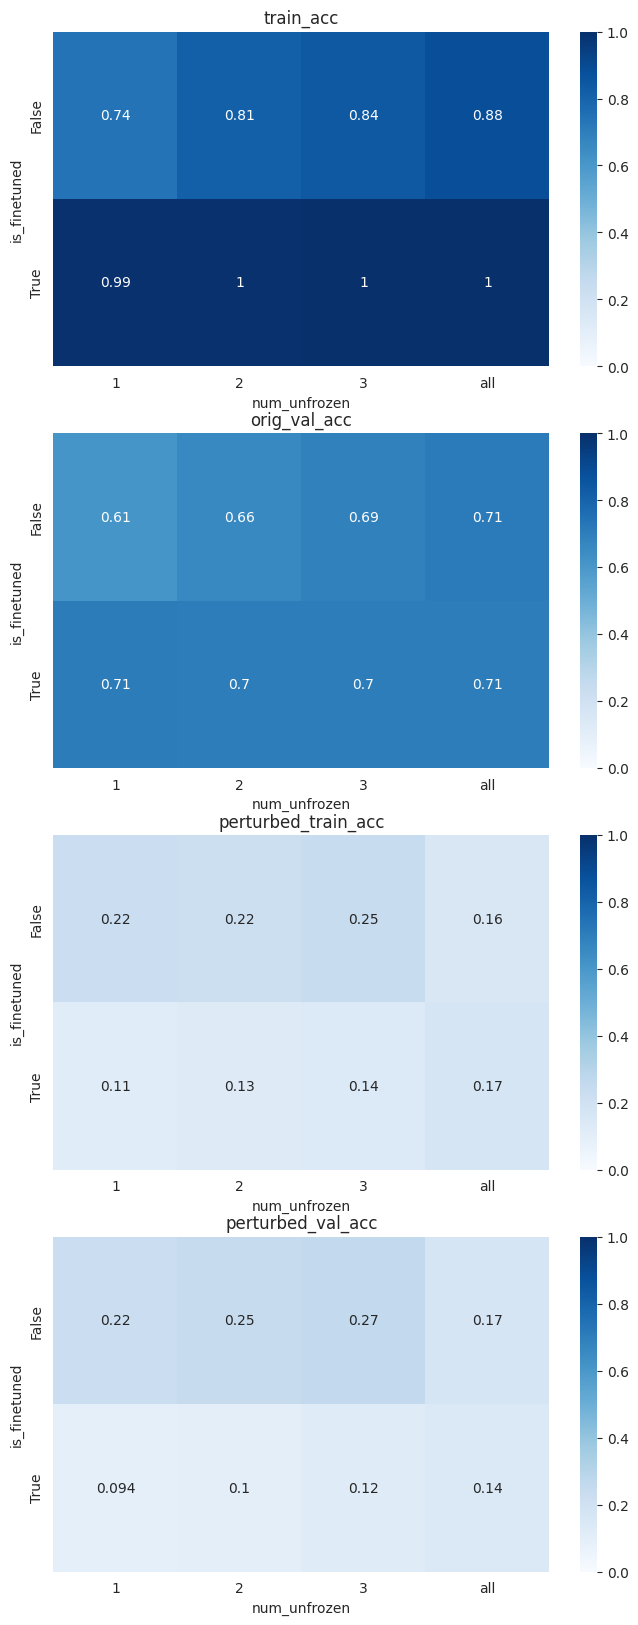 train_acc
1.0
False
0.74 0.81 0.84 0.88
0.8
is_finetuned
0.6
0.4
True
0.99 1 1 1
0.2
0.0
1 2 3 all
num_unfrozen
orig_val_acc
1.0
False
0.61 0.66 0.69 0.71
0.8
is_finetuned
0.6
0.4
True
0.71 0.7 0.7 0.71
0.2
0.0
1 2 3 all
num_unfrozen
perturbed_train_acc
1.0
False
0.22 0.22 0.25 0.16
0.8
is_finetuned
0.6
0.4
True
0.11 0.13 0.14 0.17
0.2
0.0
1 2 3 all
num_unfrozen
perturbed_val_acc
1.0
False
0.22 0.25 0.27 0.17
0.8
is_finetuned
0.6
0.4
True
0.094 0.1 0.12 0.14
0.2
0.0
1 2 3 all
num_unfrozen